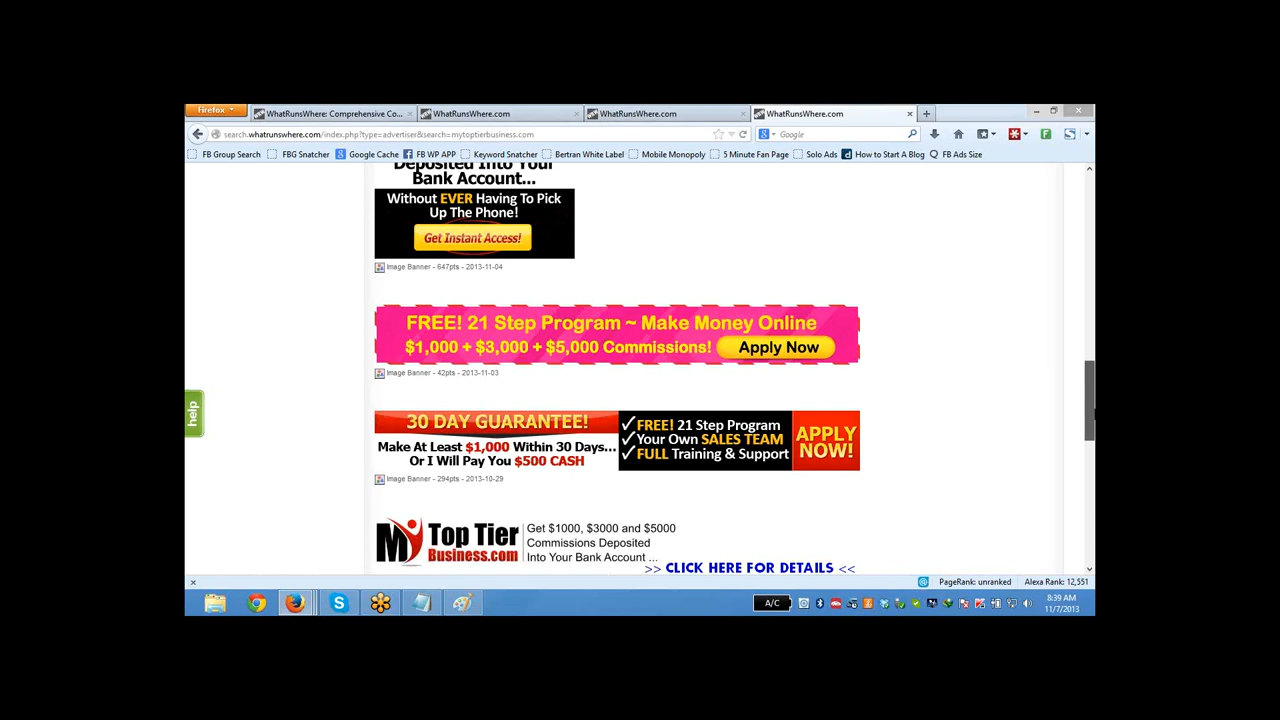 Firefox
WhatRunsWhere: Comprehensive Co...
WhatRunsWhere.com
WhatRunsWhere.com
WhatRunsWhere.com
search.whatrunswhere.com/index.php?type=advertiser&search=mytoptierbusiness.com
Google
FB Group Search
FBG Snatcher
Google Cache
FB WP APP
Keyword Snatcher
Bertran White Label
Mobile Monopoly
5 Minute Fan Page
Solo Ads
How to Start A Blog
FB Ads Size
Deposited Into Your
Bank Account...
Without EVER Having To Pick
Up The Phone!
Get Instant Access!
Image Banner - 647pts - 2013-11-04
FREE! 21 Step Program ~ Make Money Online
$1,000 + $3,000 + $5,000 Commissions!
Apply Now
Image Banner - 42pts - 2013-11-03
30 DAY GUARANTEE!
Make At Least $1,000 Within 30 Days...
Or I Will Pay You $500 CASH
✓FREE! 21 Step Program
✓Your Own SALES TEAM
✓FULL Training & Support
APPLY
NOW!
Image Banner - 294pts - 2013-10-29
My Top Tier
Business.com
Get $1000, $3000 and $5000
Commissions Deposited
Into Your Bank Account ...
>> CLICK HERE FOR DETAILS <<
help
PageRank: unranked
Alexa Rank: 12,551
A/C
8:39 AM
11/7/2013